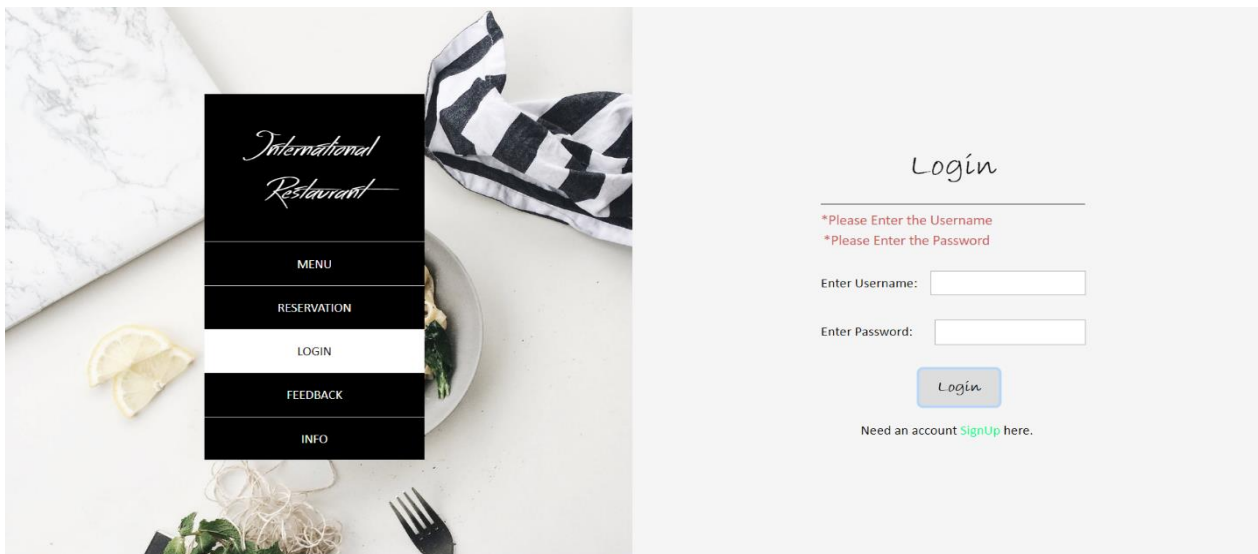 International
Restaurant
MENU
RESERVATION
LOGIN
FEEDBACK
INFO
Login
*Please Enter the Username
*Please Enter the Password
Enter Username:
Enter Password:
Login
Need an account SignUp here.